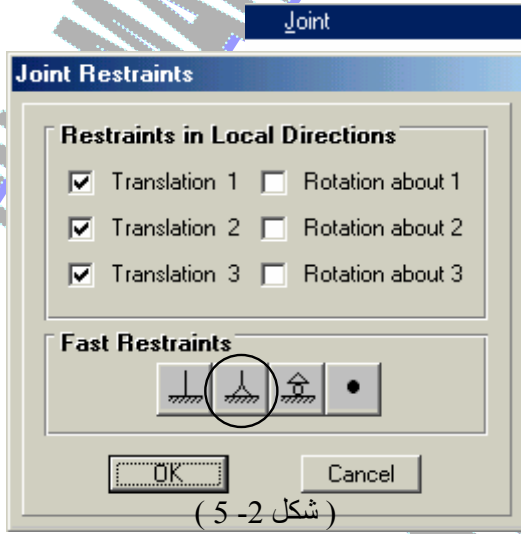 Joint
Joint Restraints
Restraints in Local Directions
Translation 1 Rotation about 1
Translation 2 Rotation about 2
Translation 3 Rotation about 3
Fast Restraints
OK Cancel
( شكل 2- 5 )